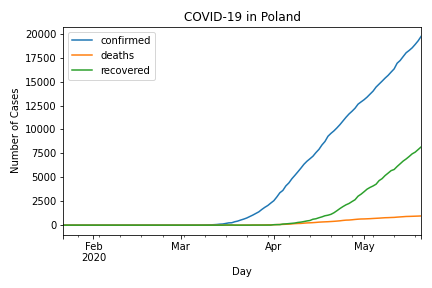 COVID-19 in Poland
confirmed
deaths
recovered
Number of Cases
20000
17500
15000
12500
10000
7500
5000
2500
0
Feb
2020
Mar
Apr
May
Day